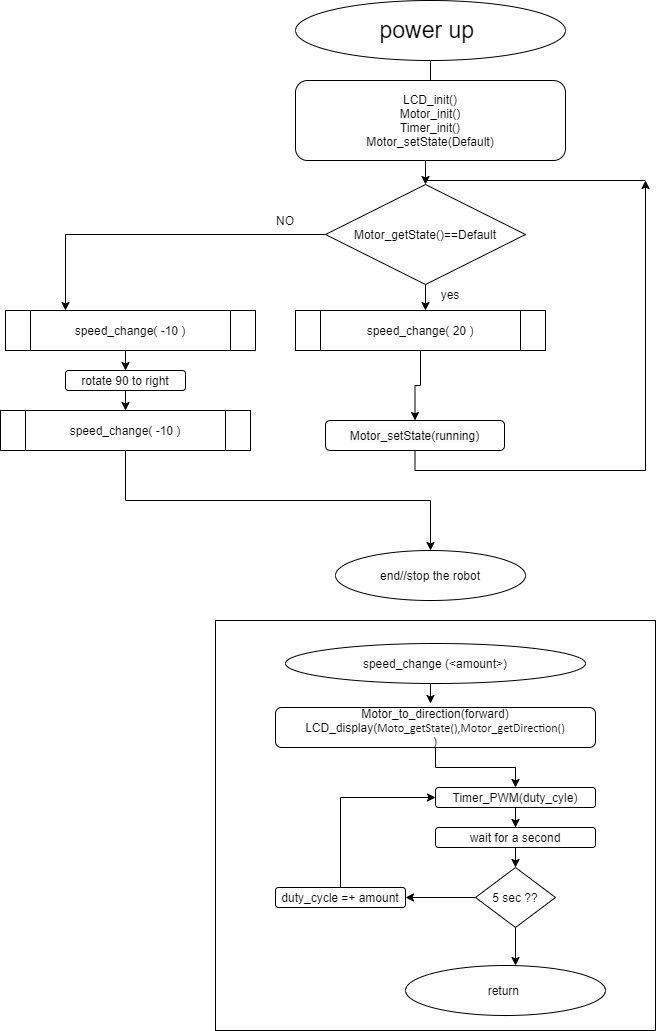 power up
LCD_init()
Motor_init()
Timer_init()
Motor_setState(Default)
Motor_getState()==Default
NO
yes
speed_change( -10 )
speed_change( 20 )
rotate 90 to right
speed_change( -10 )
Motor_setState(running)
end//stop the robot
speed_change (<amount>)
Motor_to_direction(forward)
LCD_display(Moto_getState(),Motor_getDirection()
)
Timer_PWM(duty_cyle)
wait for a second
5 sec ??
duty_cycle =+ amount
return